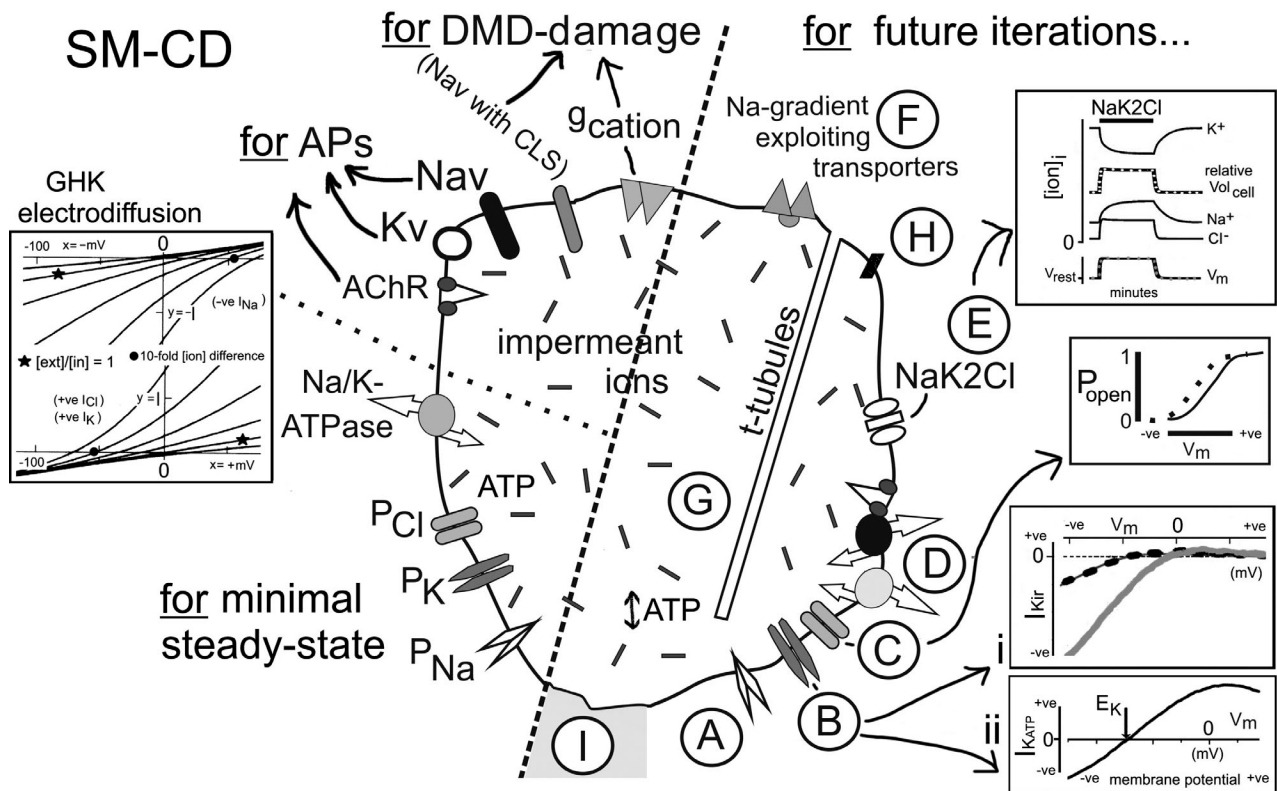 SM-CD
for DMD-damage
(Nav with CLS)
gcation
for future iterations...
for APs
Nav
Kv
AChR
GHK
electrodiffusion
-100
x= –mV
0
(-ve INa)
y= –I
★ [ext]/[in] = 1
● 10-fold [ion] difference
(+ve ICl)
(+ve IK)
y= I
-100
0
x= +mV
Na/K-
ATPase
impermeant
ions
ATP
PCl
PK
PNa
for minimal
steady-state
t-tubules
ATP
Na-gradient
exploiting
transporters
F
H
E
NaK2Cl
G
D
C
B
A
I
NaK2Cl
[ion]i
K+
relative
Volcell
Na+
Cl-
0
Vrest
Vm
minutes
1
Popen
0
-ve
+ve
Vm
i
-ve
Vm
0
+ve
+ve
0
(mV)
IKir
-ve
ii
+ve
EK
0
Vm
IKATP
0
(mV)
-ve
-ve
membrane potential
+ve